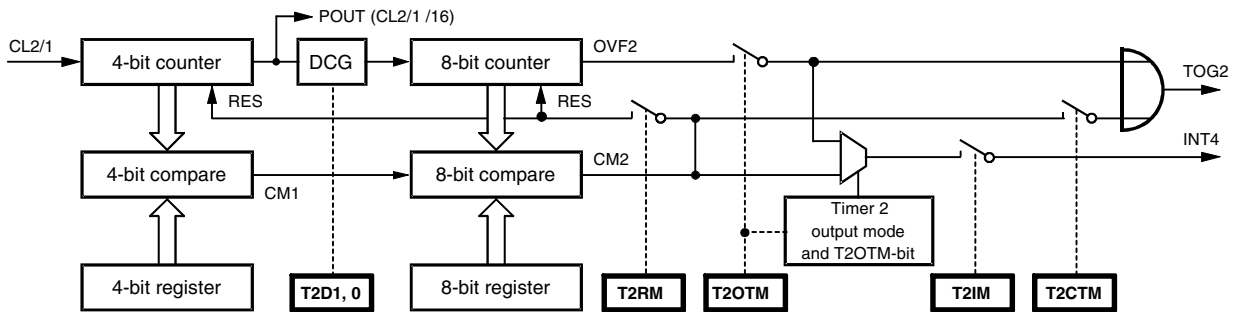 POUT (CL2/1 /16)
CL2/1
4-bit counter
DCG
8-bit counter
OVF2
TOG2
RES
RES
4-bit compare
CM1
8-bit compare
CM2
INT4
Timer 2
output mode
and T2OTM-bit
4-bit register
T2D1, 0
8-bit register
T2RM
T2OTM
T2IM
T2CTM